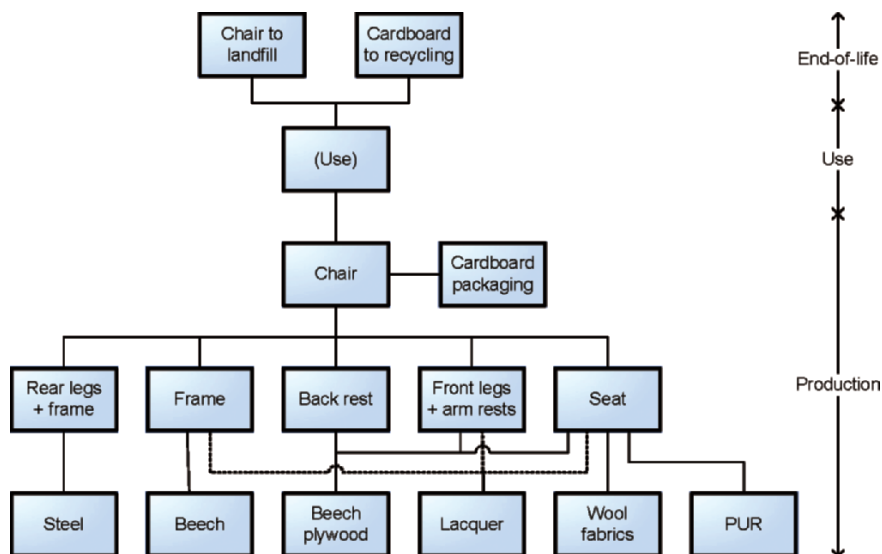 Chair to
landfill
Cardboard
to recycling
End-of-life
(Use)
Use
Chair
Cardboard
packaging
Rear legs
+ frame
Frame
Back rest
Front legs
+ arm rests
Seat
Production
Steel
Beech
Beech
plywood
Lacquer
Wool
fabrics
PUR